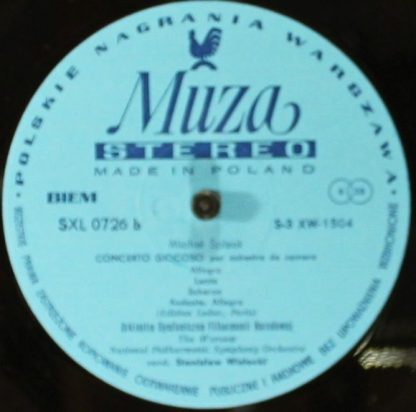 POLSKIE NAGRANIA WARSZAWA
Muza
STEREO
MADE IN POLAND
BIEM
SXL 0726 b
S-3 XW-1504
Michał Spisak
CONCERTO GIOCOSO per orchestra da camera
Allegro
Lento
Scherzo
Andante, Allegro
Orkiestra Symfoniczna Filharmonii Narodowej
The Warsaw
National Philharmonic Symphony Orchestra
cond. Stanisław Wisłocki
WSZELKIE PRAWA ZASTRZEŻONE KOPIOWANIE ODTWARZANIE PUBLICZNE I RADIOWE BEZ UPOWAŻNIENIA WZBRONIONE